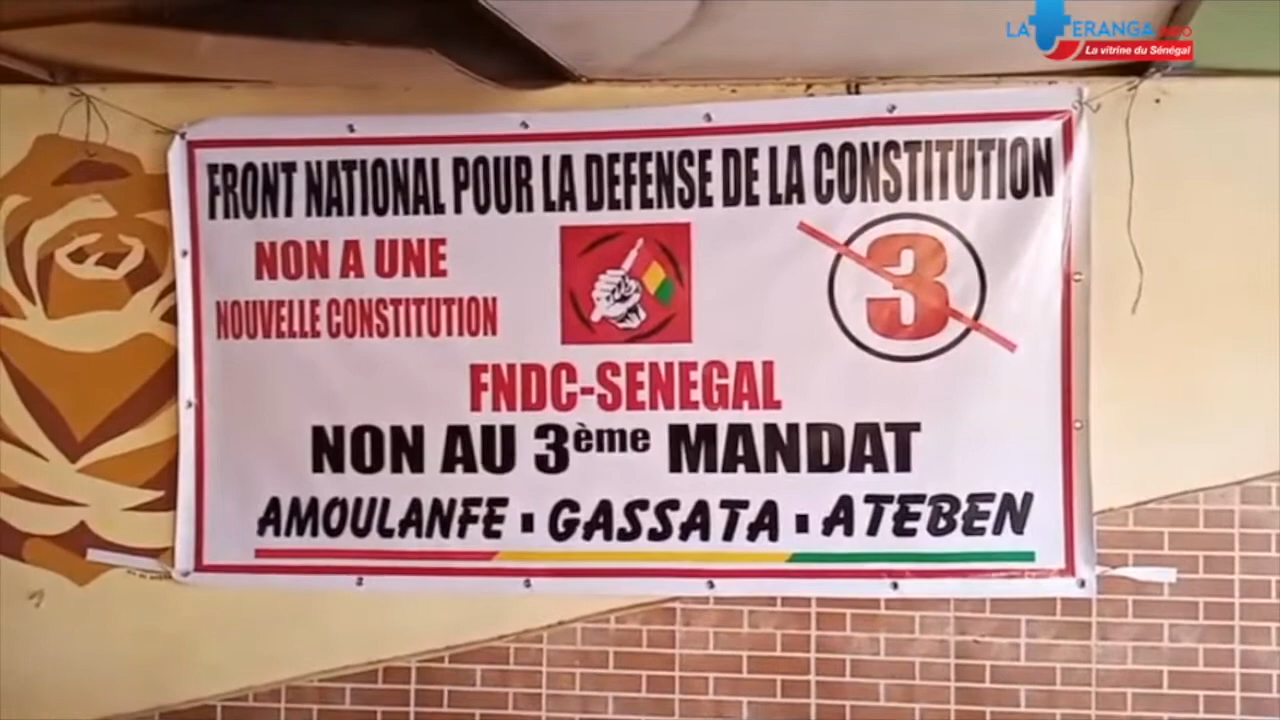 LA TERANGA INFO
La vitrine du Sénégal
FRONT NATIONAL POUR LA DEFENSE DE LA CONSTITUTION
NON A UNE
NOUVELLE CONSTITUTION
3
FNDC-SENEGAL
NON AU 3ème MANDAT
AMOULANFE ▪ GASSATA ▪ ATEBEN